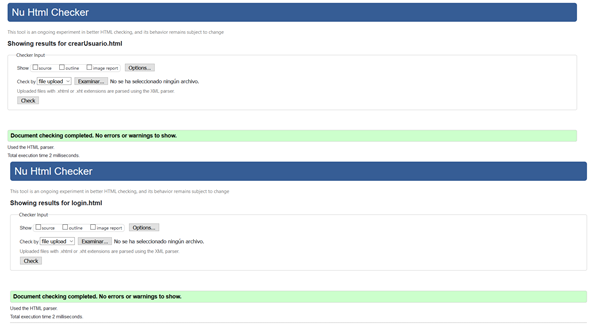 Nu Html Checker
This tool is an ongoing experiment in better HTML checking, and its behavior remains subject to change
Showing results for crearUsuario.html
Checker Input
Show source outline image report Options...
Check by file upload Examinar... No se ha seleccionado ningún archivo.
Uploaded files with .xhtml or .xht extensions are parsed using the XML parser.
Check
Document checking completed. No errors or warnings to show.
Used the HTML parser.
Total execution time 2 milliseconds.
Nu Html Checker
This tool is an ongoing experiment in better HTML checking, and its behavior remains subject to change
Showing results for login.html
Checker Input
Show source outline image report Options...
Check by file upload Examinar... No se ha seleccionado ningún archivo.
Uploaded files with .xhtml or .xht extensions are parsed using the XML parser.
Check
Document checking completed. No errors or warnings to show.
Used the HTML parser.
Total execution time 2 milliseconds.